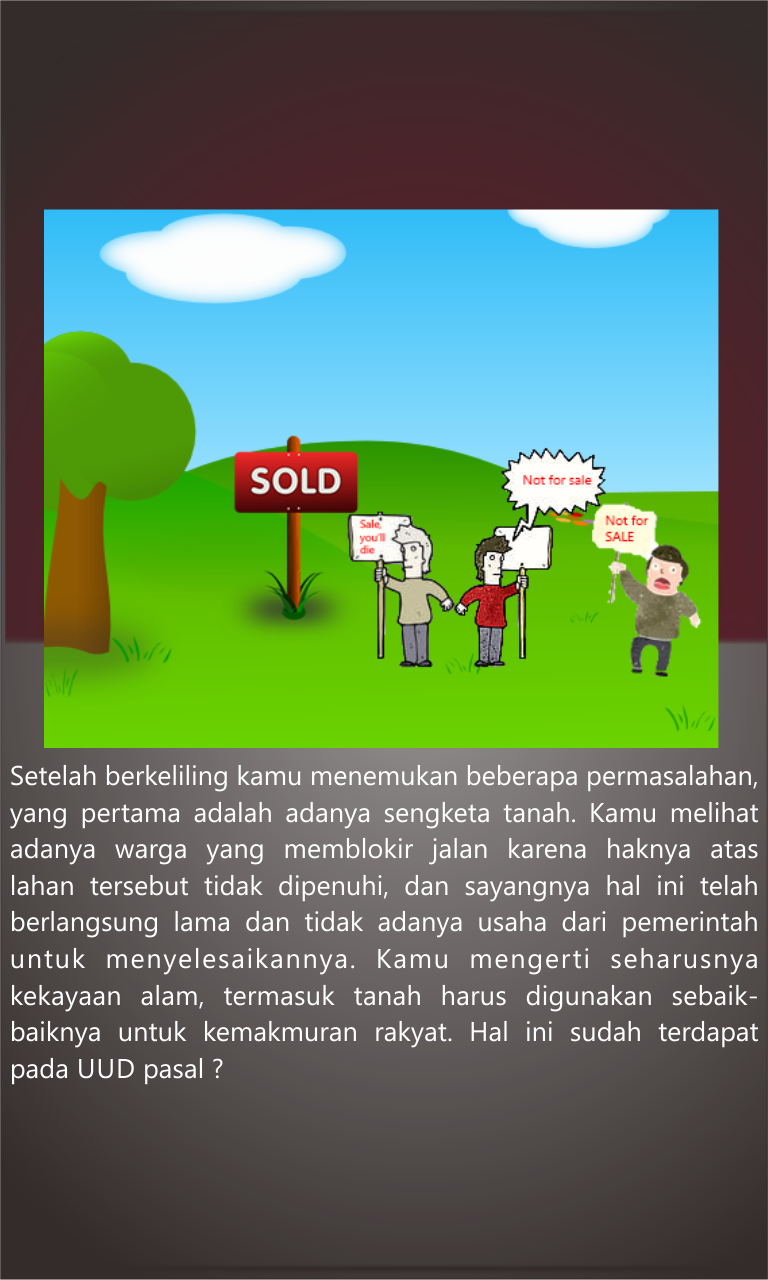 SOLD
Sale,
you'll
die
Not for sale
Not for
SALE
Setelah berkeliling kamu menemukan beberapa permasalahan,
yang pertama adalah adanya sengketa tanah. Kamu melihat
adanya warga yang memblokir jalan karena haknya atas
lahan tersebut tidak dipenuhi, dan sayangnya hal ini telah
berlangsung lama dan tidak adanya usaha dari pemerintah
untuk menyelesaikannya. Kamu mengerti seharusnya
kekayaan alam, termasuk tanah harus digunakan sebaik-
baiknya untuk kemakmuran rakyat. Hal ini sudah terdapat
pada UUD pasal ?